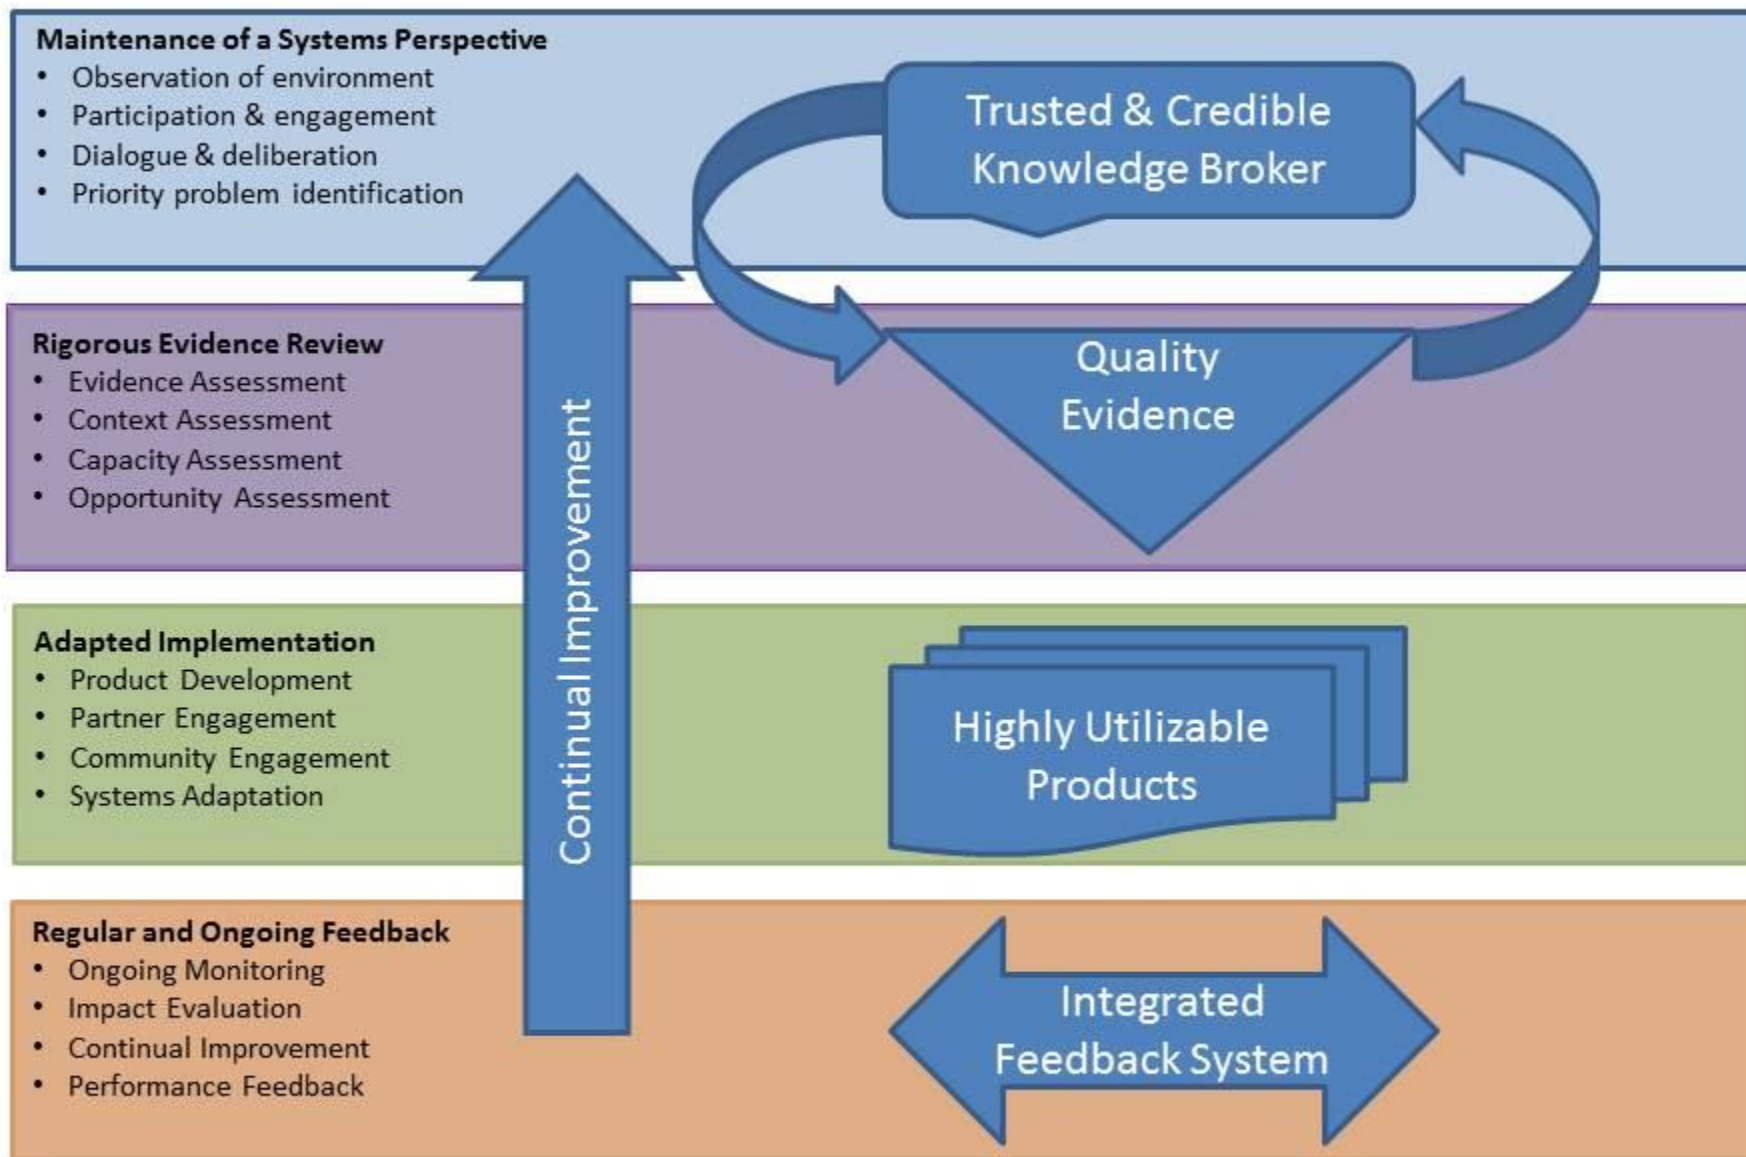 Maintenance of a Systems Perspective
• Observation of environment
• Participation & engagement
• Dialogue & deliberation
• Priority problem identification
Trusted & Credible
Knowledge Broker
Rigorous Evidence Review
• Evidence Assessment
• Context Assessment
• Capacity Assessment
• Opportunity Assessment
Quality
Evidence
Continual Improvement
Adapted Implementation
• Product Development
• Partner Engagement
• Community Engagement
• Systems Adaptation
Highly Utilizable
Products
Regular and Ongoing Feedback
• Ongoing Monitoring
• Impact Evaluation
• Continual Improvement
• Performance Feedback
Integrated
Feedback System